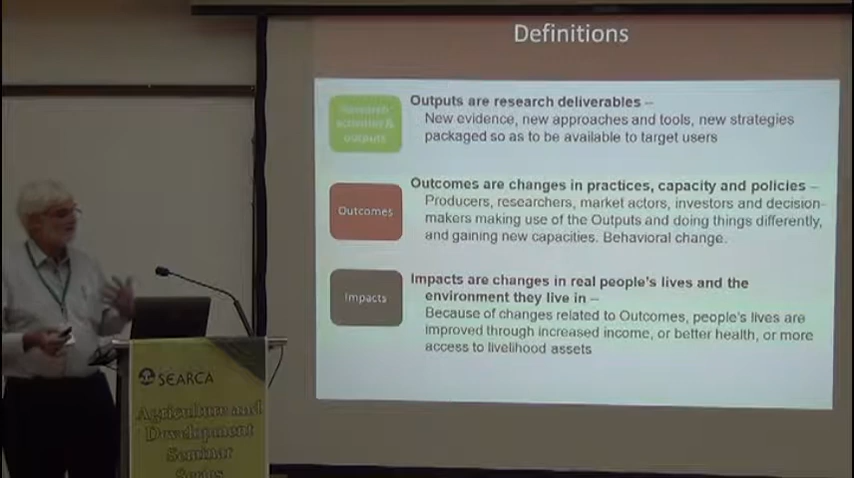 Definitions
Research
activities &
outputs
Outputs are research deliverables –
New evidence, new approaches and tools, new strategies
packaged so as to be available to target users
Outcomes
Outcomes are changes in practices, capacity and policies –
Producers, researchers, market actors, investors and decision-
makers making use of the Outputs and doing things differently,
and gaining new capacities. Behavioral change.
Impacts
Impacts are changes in real people's lives and the
environment they live in –
Because of changes related to Outcomes, people's lives are
improved through increased income, or better health, or more
access to livelihood assets
SEARCA
Agriculture and
Development
Seminar
Series